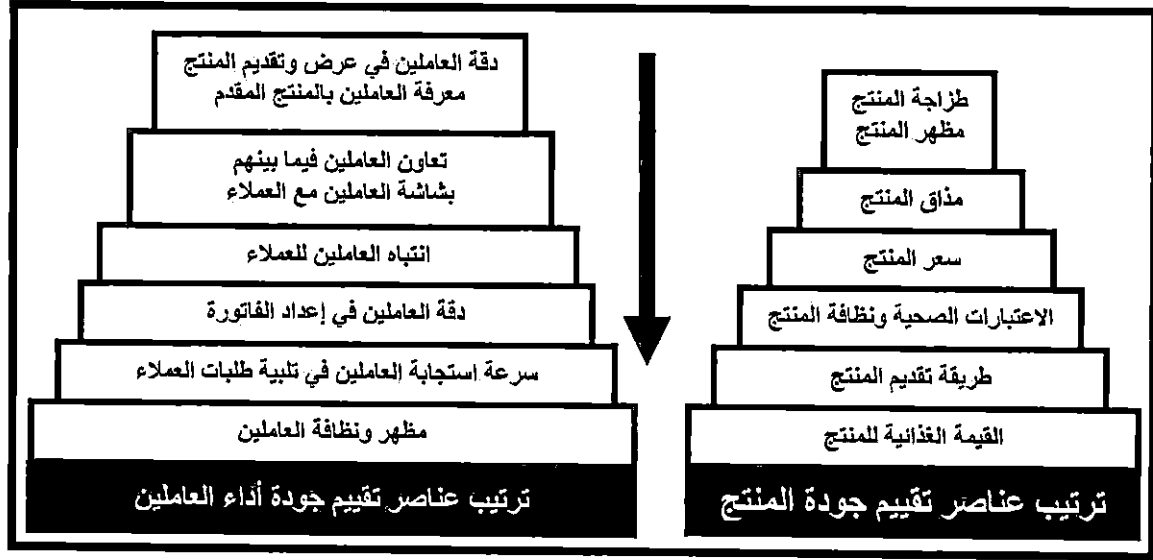 طزاجة المنتج
مظهر المنتج
مذاق المنتج
سعر المنتج
الاعتبارات الصحية ونظافة المنتج
طريقة تقديم المنتج
القيمة الغذائية للمنتج
ترتيب عناصر تقييم جودة المنتج
دقة العاملين في عرض وتقديم المنتج
معرفة العاملين بالمنتج المقدم
تعاون العاملين فيما بينهم
بشاشة العاملين مع العملاء
انتباه العاملين للعملاء
دقة العاملين في إعداد الفاتورة
سرعة استجابة العاملين في تلبية طلبات العملاء
مظهر ونظافة العاملين
ترتيب عناصر تقييم جودة أداء العاملين